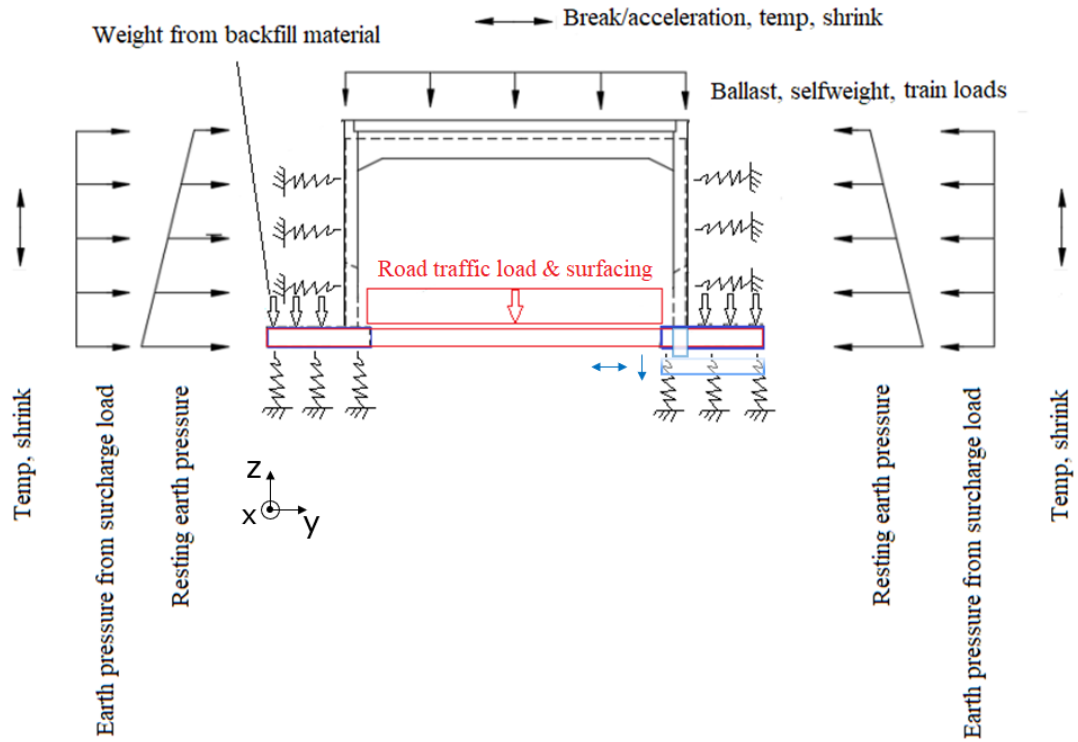 Break/acceleration, temp, shrink
Weight from backfill material
Ballast, selfweight, train loads
Road traffic load & surfacing
Temp, shrink
Earth pressure from surcharge load
Resting earth pressure
z
x
y
Resting earth pressure
Earth pressure from surcharge load
Temp, shrink